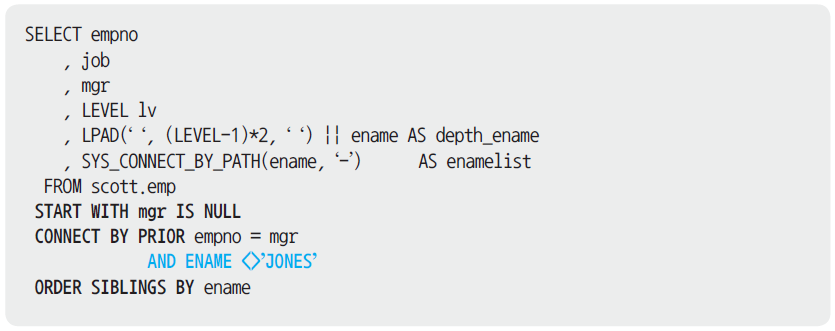 SELECT empno
, job
, mgr
, LEVEL lv
, LPAD(‘ ‘, (LEVEL-1)*2, ‘ ‘) || ename AS depth_ename
, SYS_CONNECT_BY_PATH(ename, ‘-’) AS enamelist
FROM scott.emp
START WITH mgr IS NULL
CONNECT BY PRIOR empno = mgr
AND ENAME <>’JONES’
ORDER SIBLINGS BY ename